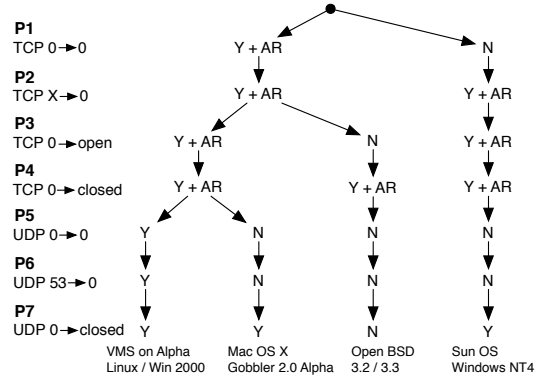 P1
TCP 0→0 Y + AR N
P2
TCP X→0 Y + AR Y + AR
P3
TCP 0→open Y + AR N Y + AR
P4
TCP 0→closed Y + AR Y + AR Y + AR
P5
UDP 0→0 Y N N N
P6
UDP 53→0 Y N N N
P7
UDP 0→closed Y Y N Y
VMS on Alpha Mac OS X Open BSD Sun OS
Linux / Win 2000 Gobbler 2.0 Alpha 3.2 / 3.3 Windows NT4